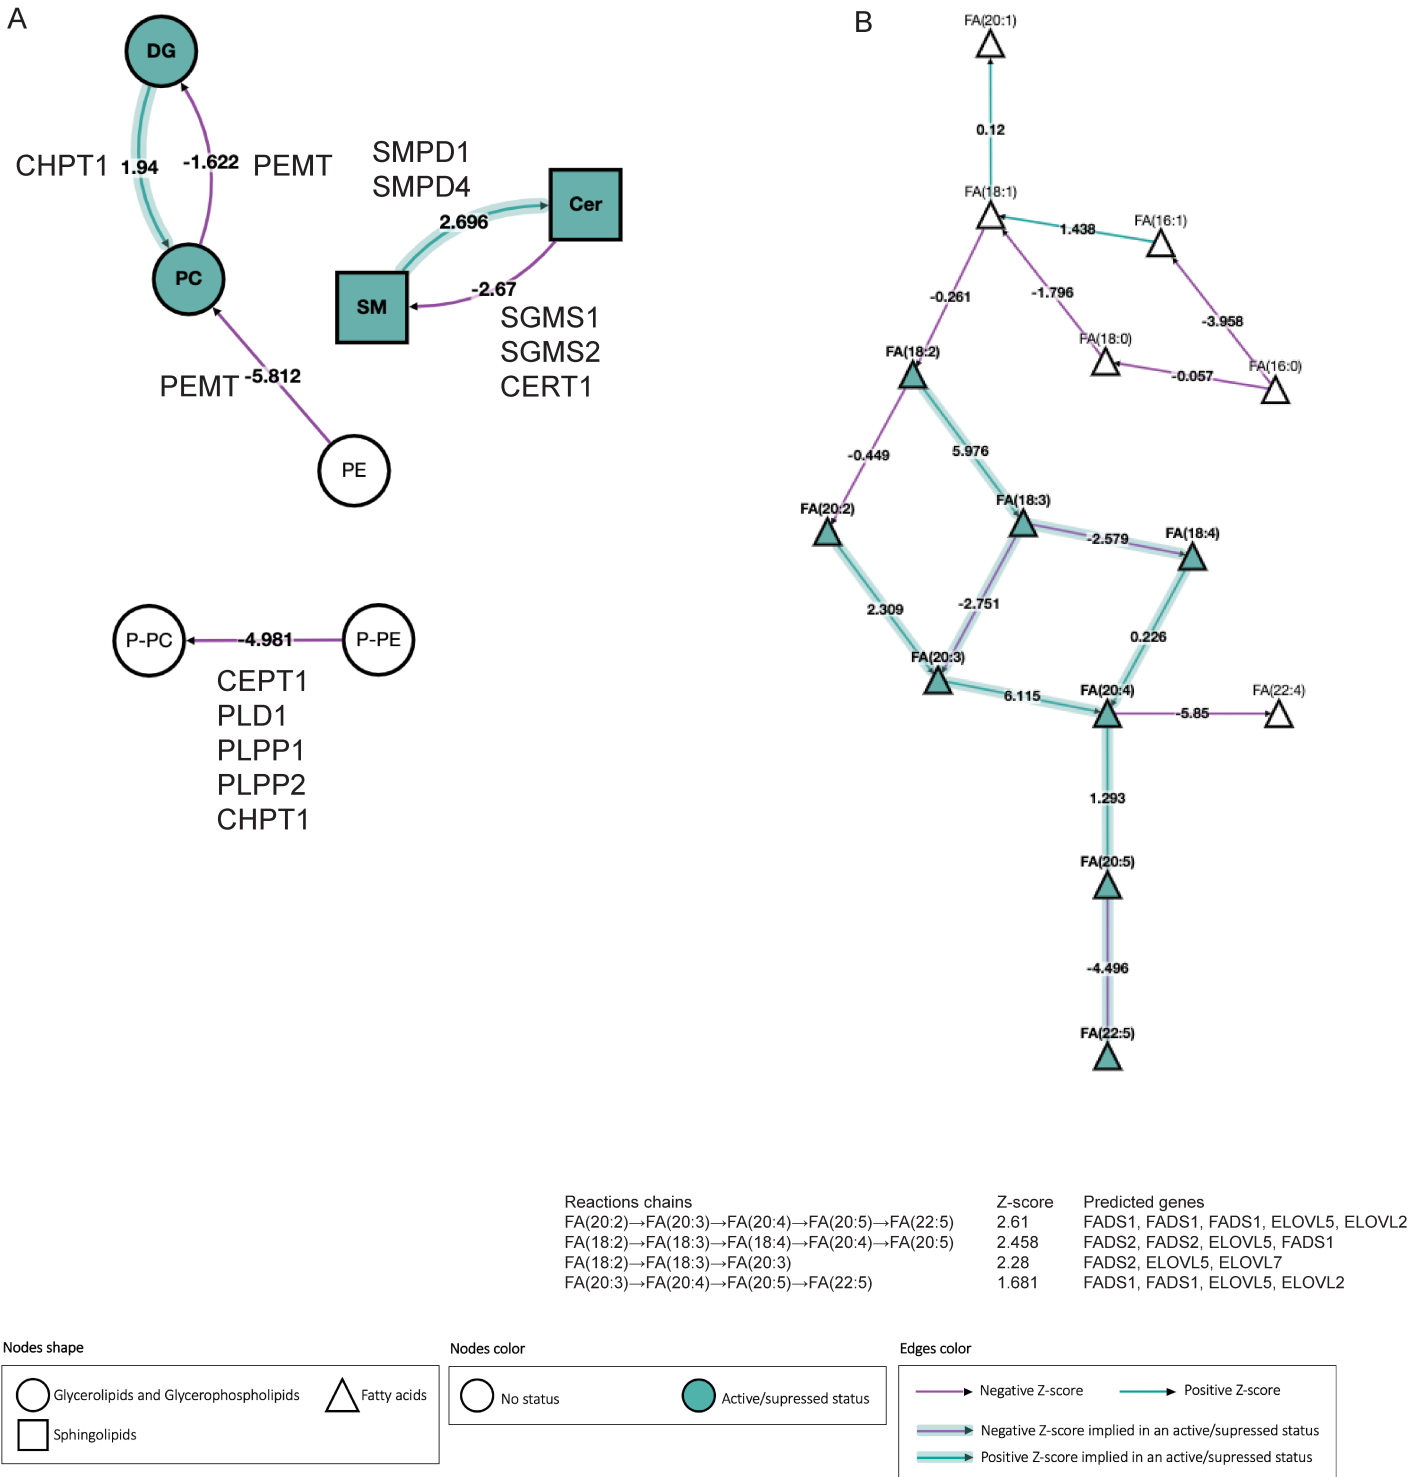 A
DG
CHPT1
1.94
-1.622
PEMT
PC
PEMT
-5.812
PE
SMPD1
SMPD4
2.696
Cer
SM
-2.67
SGMS1
SGMS2
CERT1
P-PC
-4.981
P-PE
CEPT1
PLD1
PLPP1
PLPP2
CHPT1
B
FA(20:1)
0.12
FA(18:1)
1.438
FA(16:1)
-0.261
-1.796
-3.958
FA(18:0)
FA(18:2)
-0.057
FA(16:0)
-0.449
5.976
FA(20:2)
FA(18:3)
-2.579
FA(18:4)
2.309
-2.751
0.226
FA(20:3)
6.115
FA(20:4)
-5.85
FA(22:4)
1.293
FA(20:5)
-4.496
FA(22:5)
Reactions chains Z-score Predicted genes
FA(20:2)→FA(20:3)→FA(20:4)→FA(20:5)→FA(22:5) 2.61 FADS1, FADS1, FADS1, ELOVL5, ELOVL2
FA(18:2)→FA(18:3)→FA(18:4)→FA(20:4)→FA(20:5) 2.458 FADS2, FADS2, ELOVL5, FADS1
FA(18:2)→FA(18:3)→FA(20:3) 2.28 FADS2, ELOVL5, ELOVL7
FA(20:3)→FA(20:4)→FA(20:5)→FA(22:5) 1.681 FADS1, FADS1, ELOVL5, ELOVL2
Nodes shape
Glycerolipids and Glycerophospholipids
Fatty acids
Sphingolipids
Nodes color
No status
Active/supressed status
Edges color
Negative Z-score
Positive Z-score
Negative Z-score implied in an active/supressed status
Positive Z-score implied in an active/supressed status